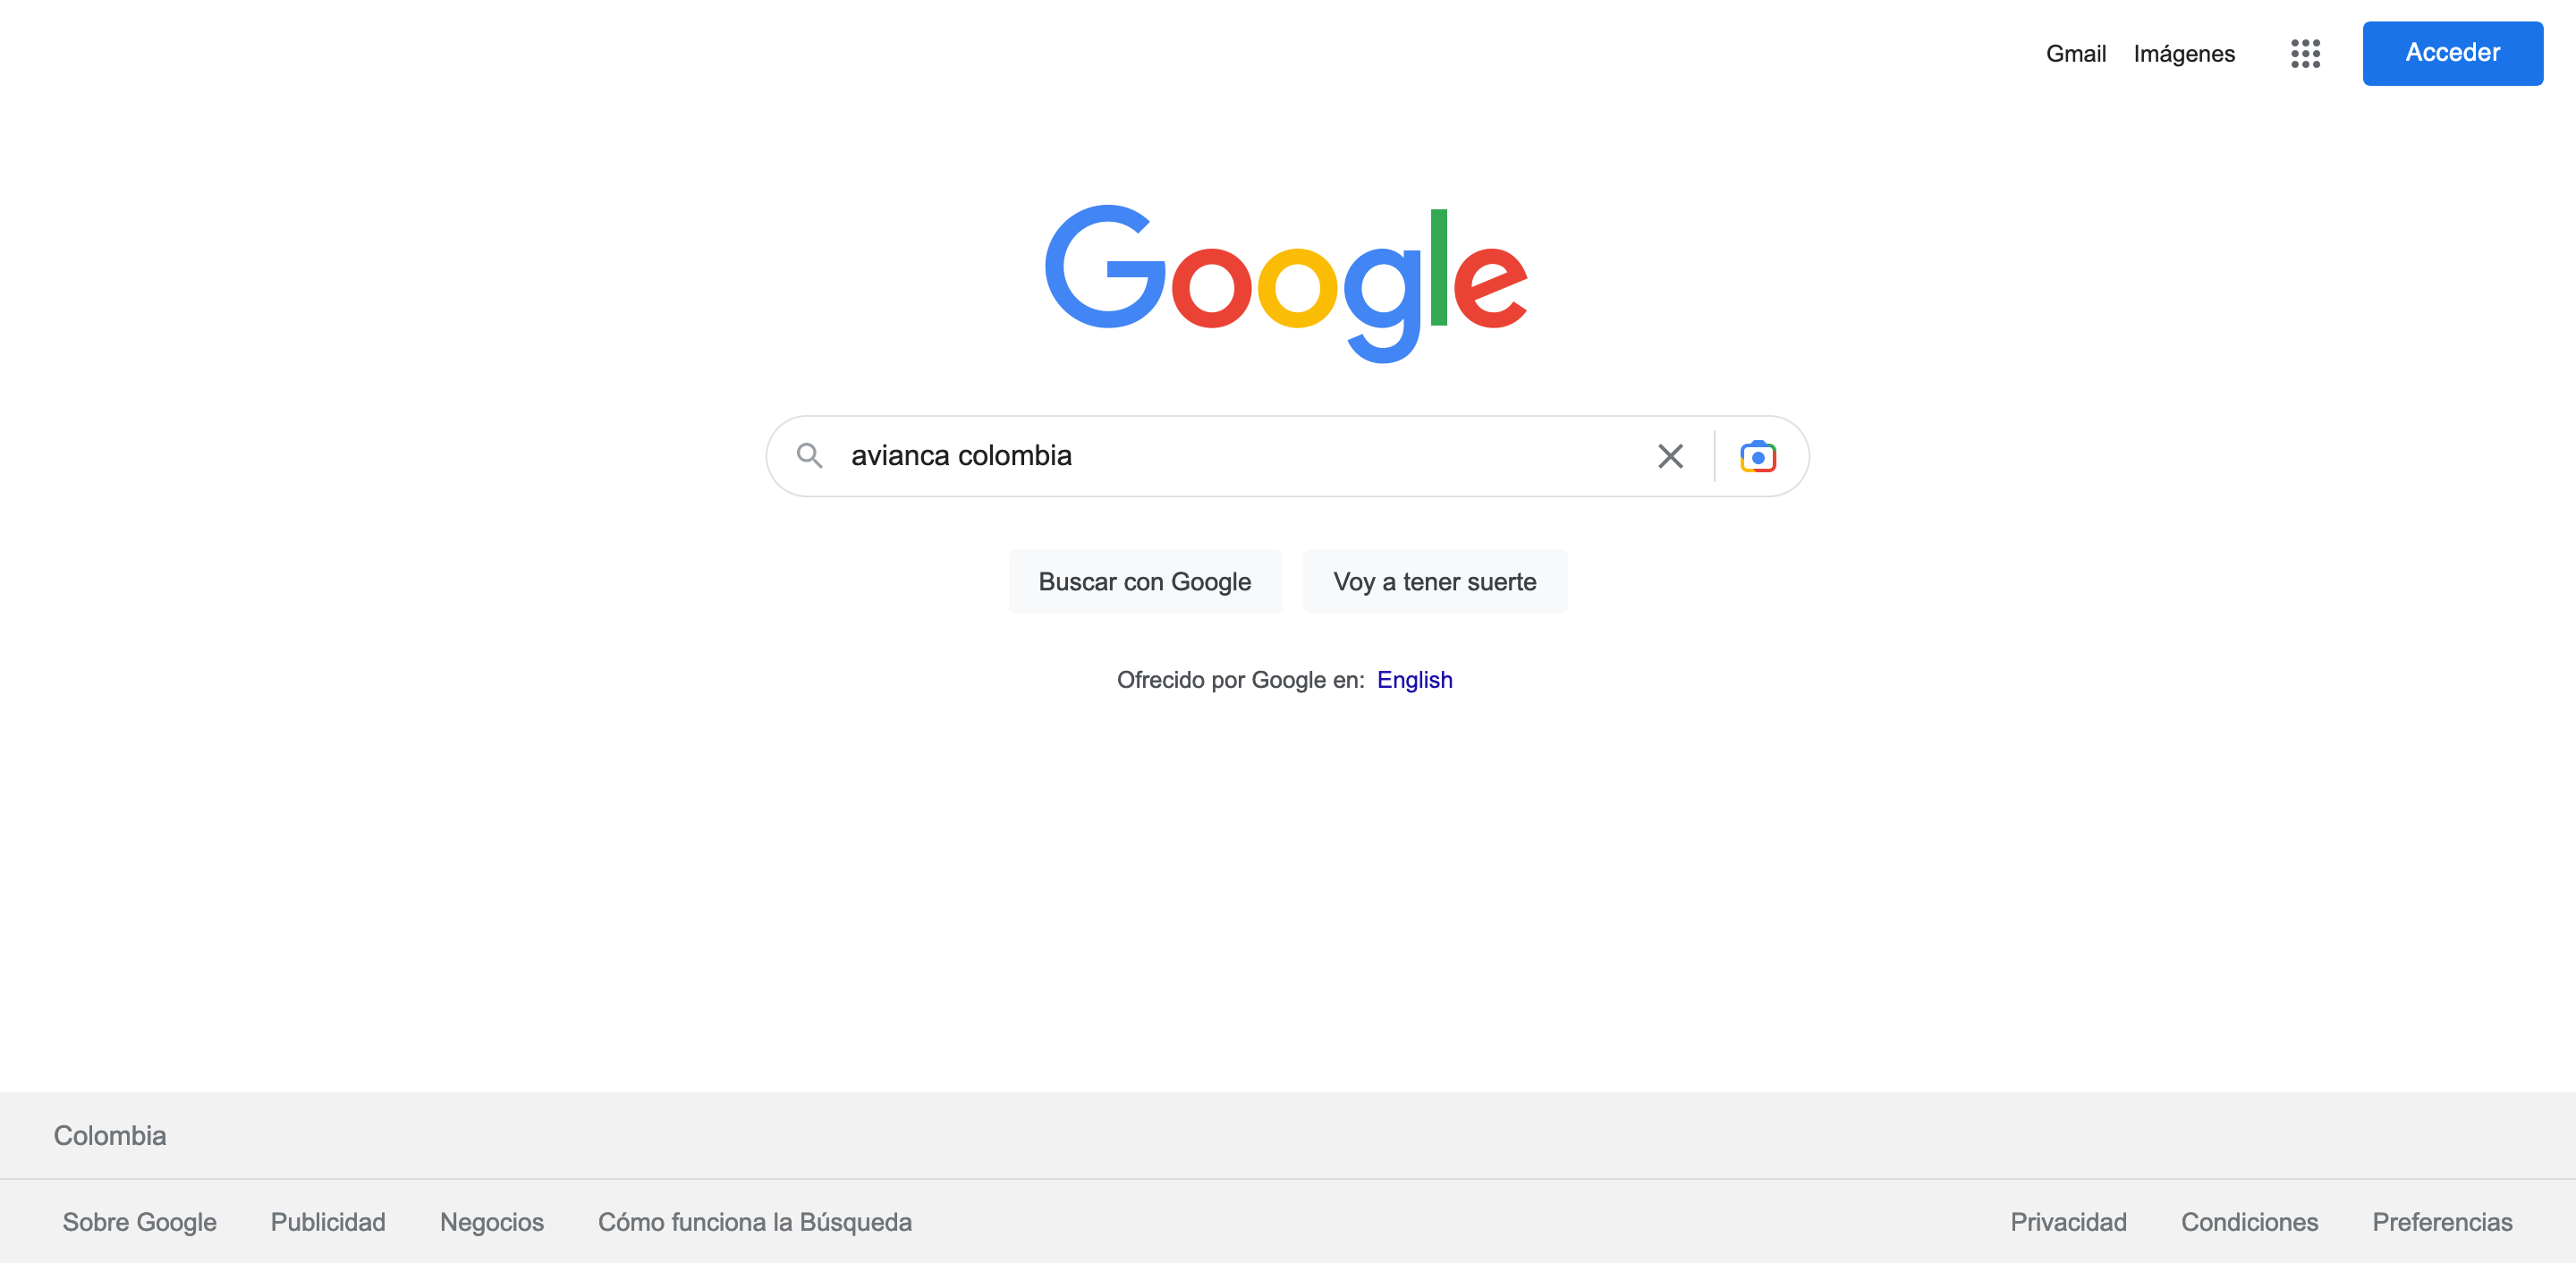 Gmail Imágenes Acceder
Google
avianca colombia
Buscar con Google Voy a tener suerte
Ofrecido por Google en: English
Colombia
Sobre Google Publicidad Negocios Cómo funciona la Búsqueda Privacidad Condiciones Preferencias